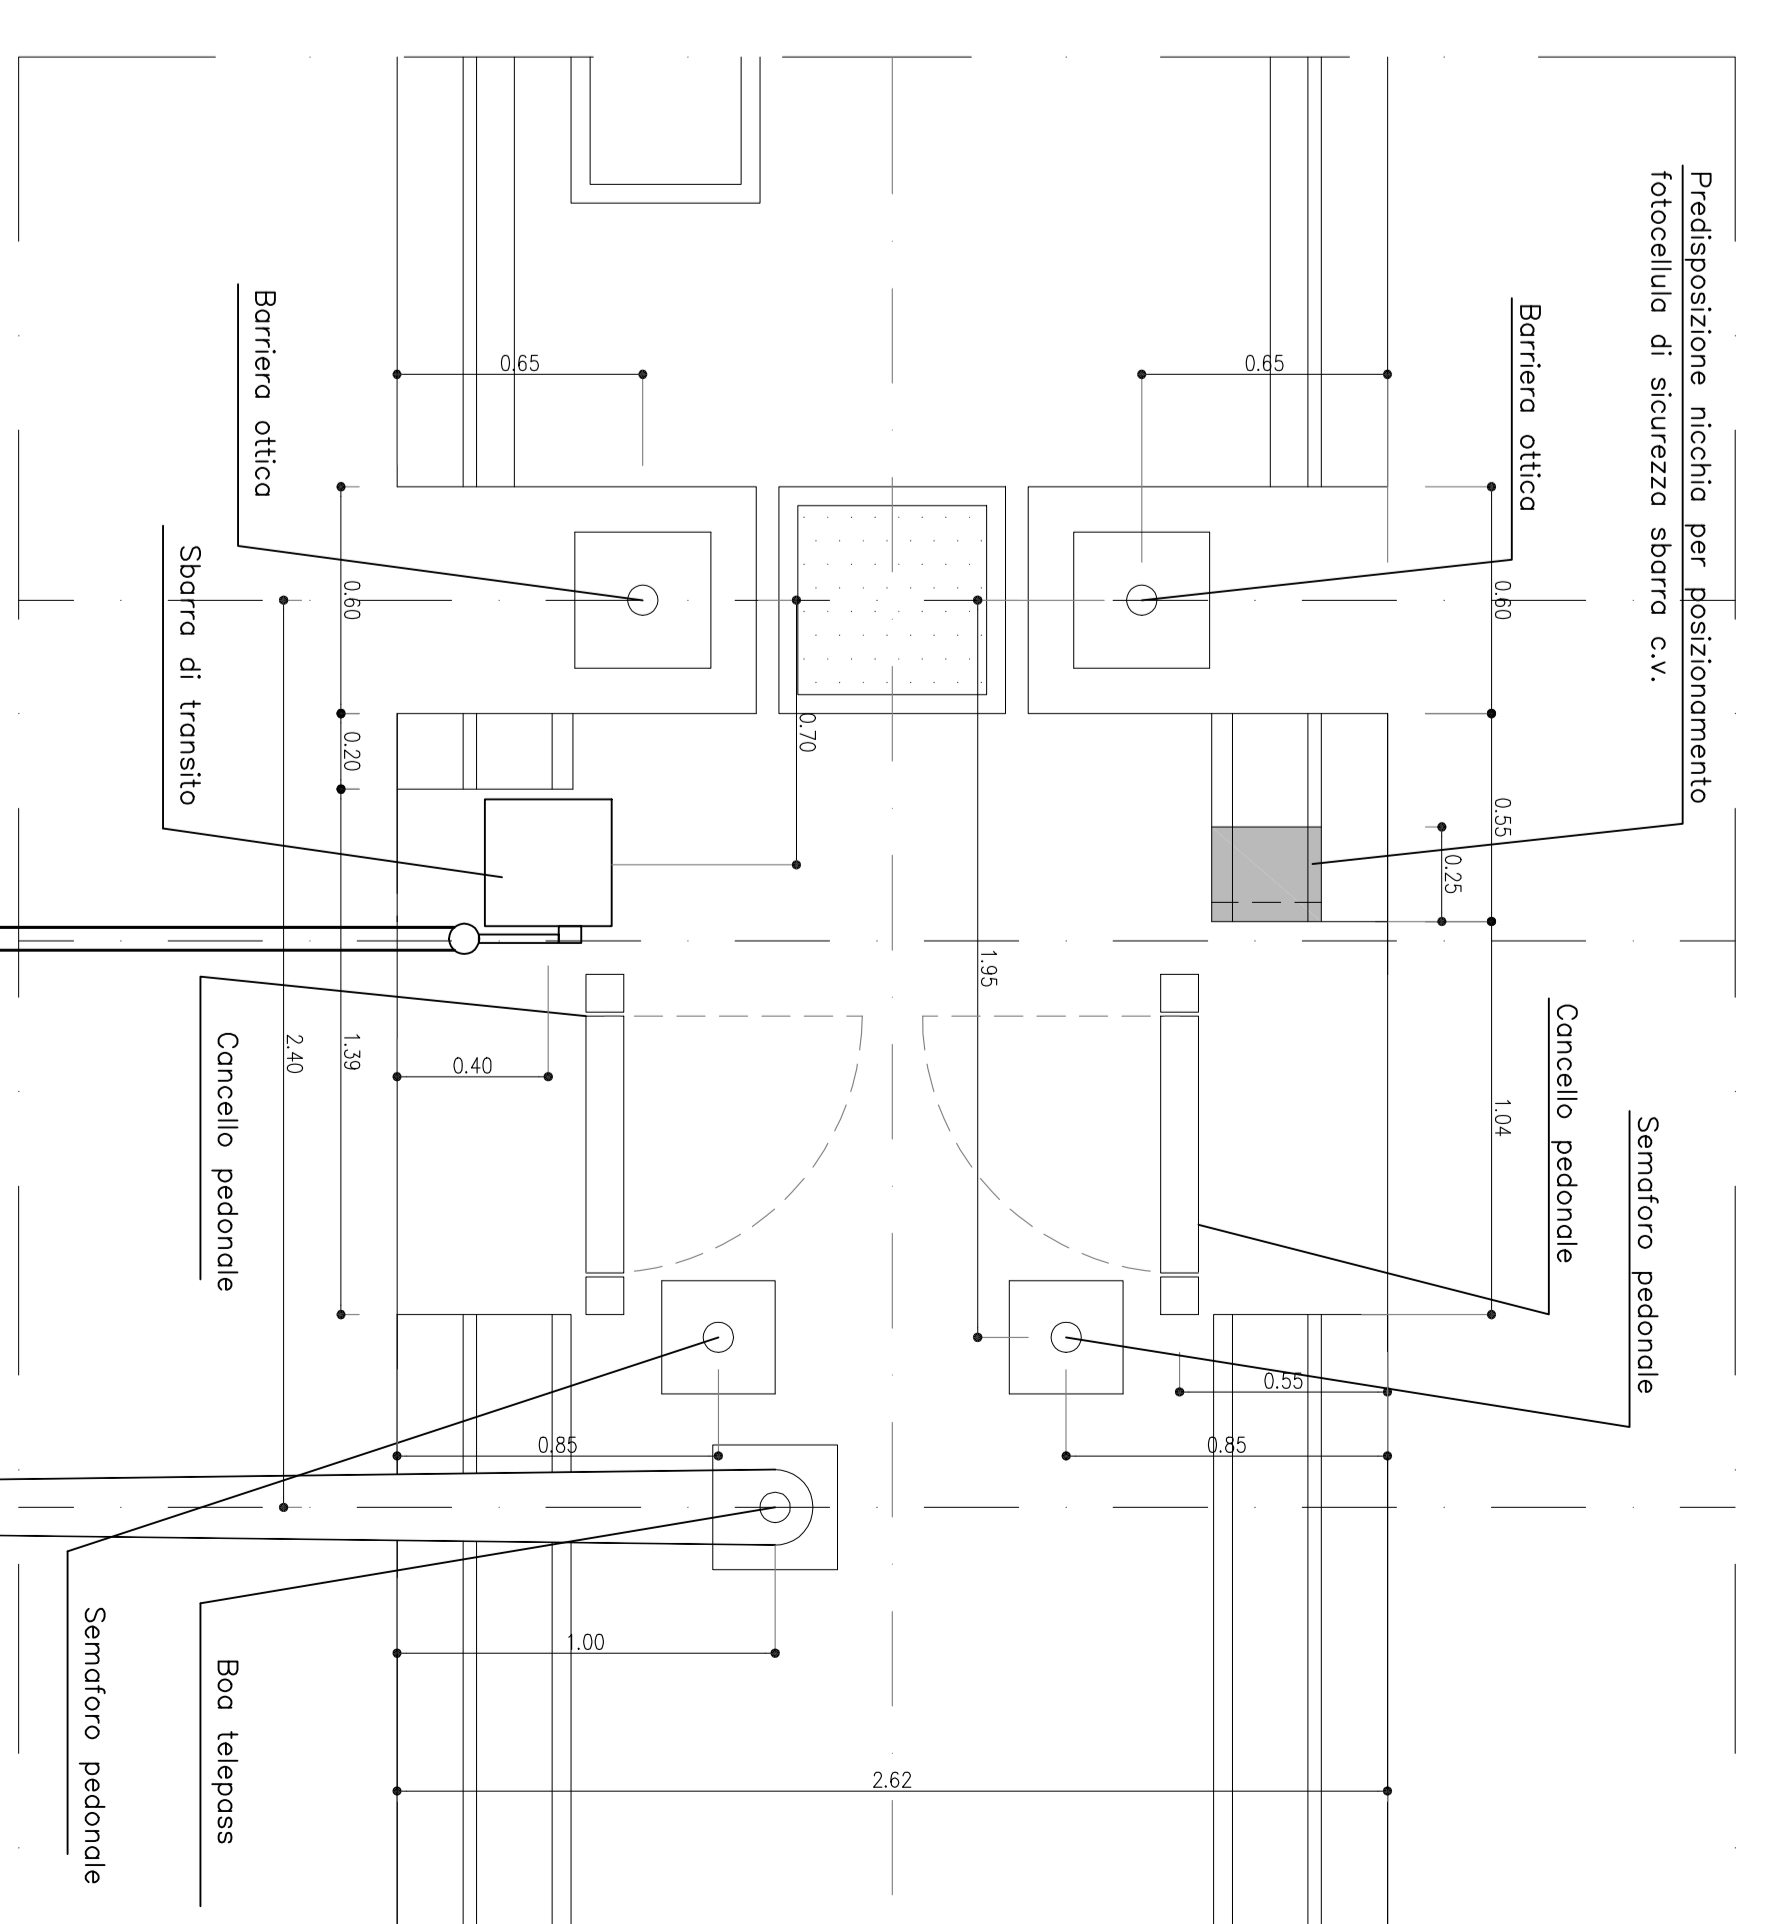 Predisposizione nicchia per posizionamento
fotocellula di sicurezza sbarra c.v.
Barriera ottica
Barriera ottica
Sbarra di transito
0.65
0.65
0.60
0.60
0.20
0.70
0.55
0.25
1.95
Cancello pedonale
Cancello pedonale
2.40
1.39
0.40
1.04
Semaforo pedonale
0.55
0.85
0.85
1.00
Semaforo pedonale
Boa telepass
2.62